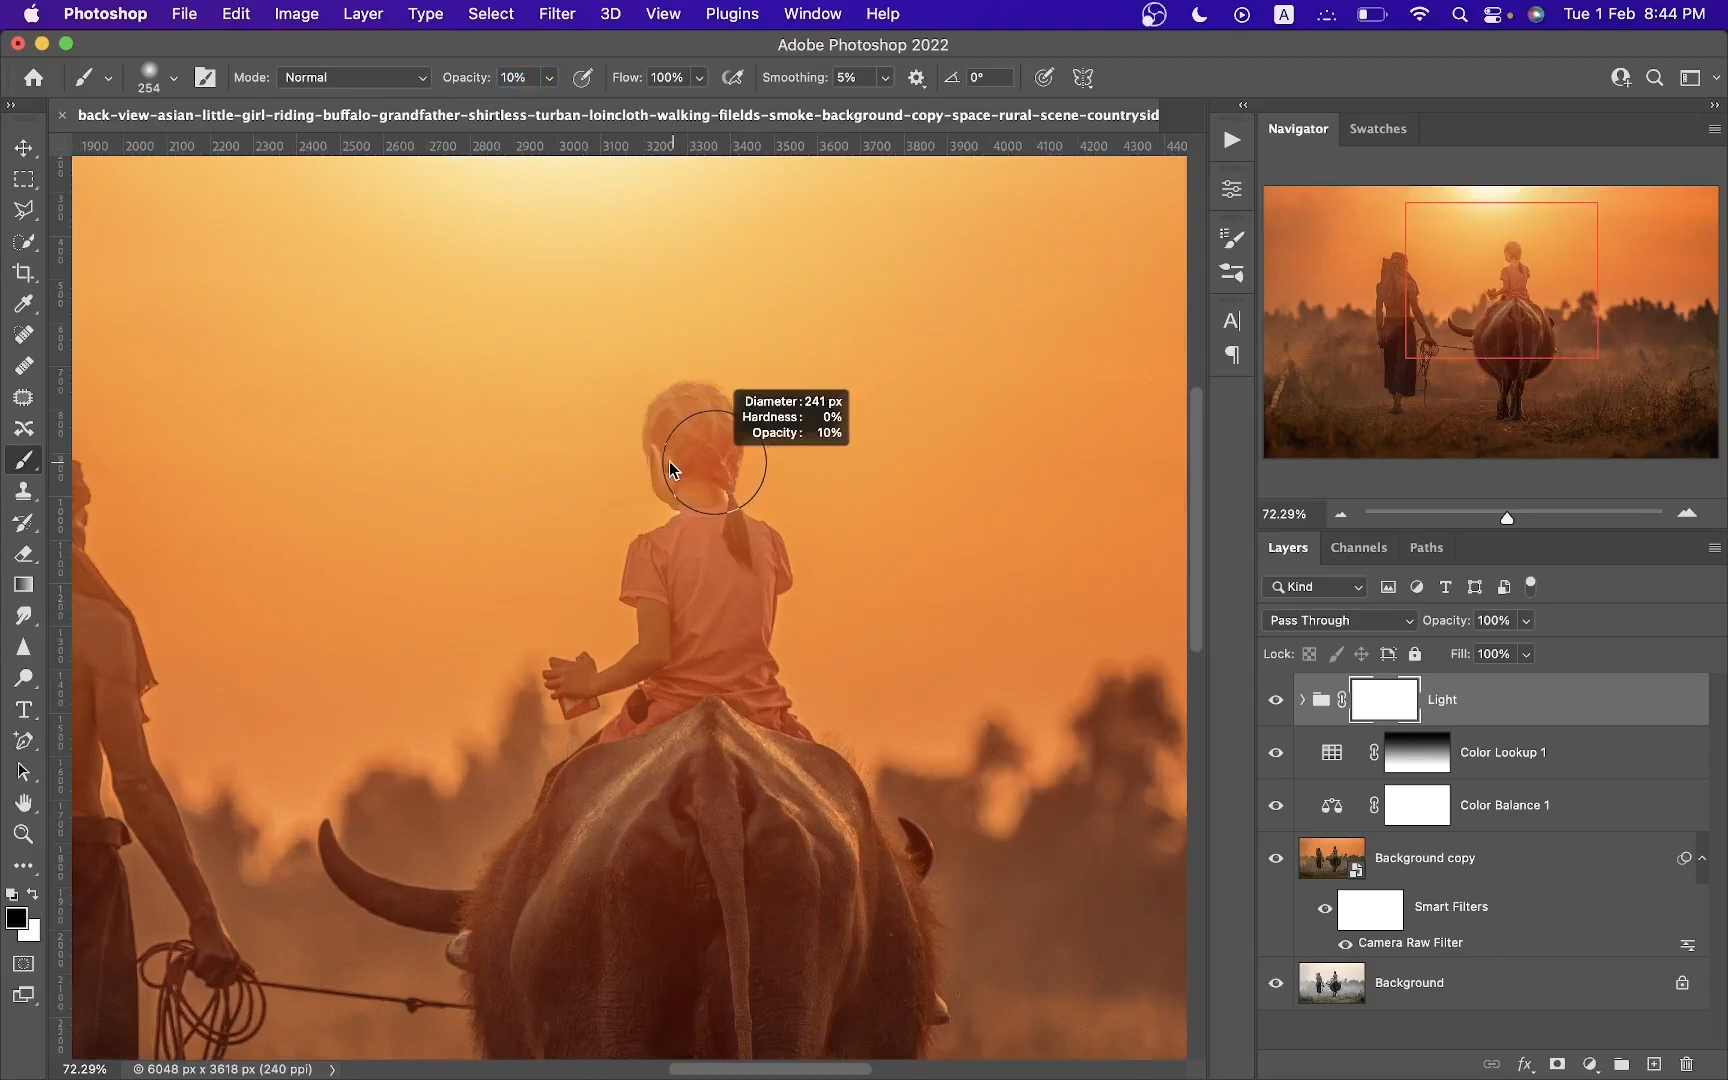 Photoshop File Edit Image Layer Type Select Filter 3D View Plugins Window Help A Tue 1 Feb 8:44 PM
Adobe Photoshop 2022
254 Mode: Normal Opacity: 10% Flow: 100% Smoothing: 5% 0°
back-view-asian-little-girl-riding-buffalo-grandfather-shirtless-turban-loincloth-walking-filelds-smoke-background-copy-space-rural-scene-countrysid
1900 2000 2100 2200 2300 2400 2500 2600 2700 2800 2900 3000 3100 3200 3300 3400 3500 3600 3700 3800 3900 4000 4100 4200 4300 440
Navigator Swatches
Diameter: 241 px
Hardness: 0%
Opacity: 10%
72.29%
Layers Channels Paths
Kind
Pass Through Opacity: 100%
Lock: Fill: 100%
Light
Color Lookup 1
Color Balance 1
Background copy
Smart Filters
Camera Raw Filter
Background
72.29% © 6048 px x 3618 px (240 ppi)